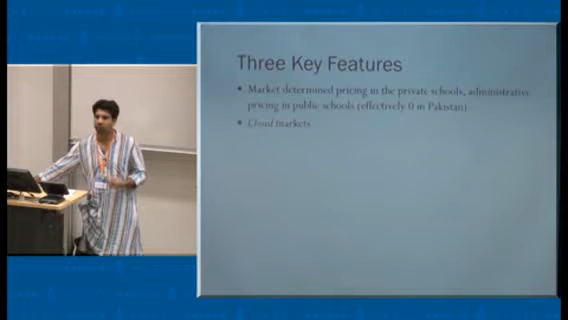 Three Key Features
• Market determined pricing in the private schools, administrative
pricing in public schools (effectively 0 in Pakistan)
• Closed markets